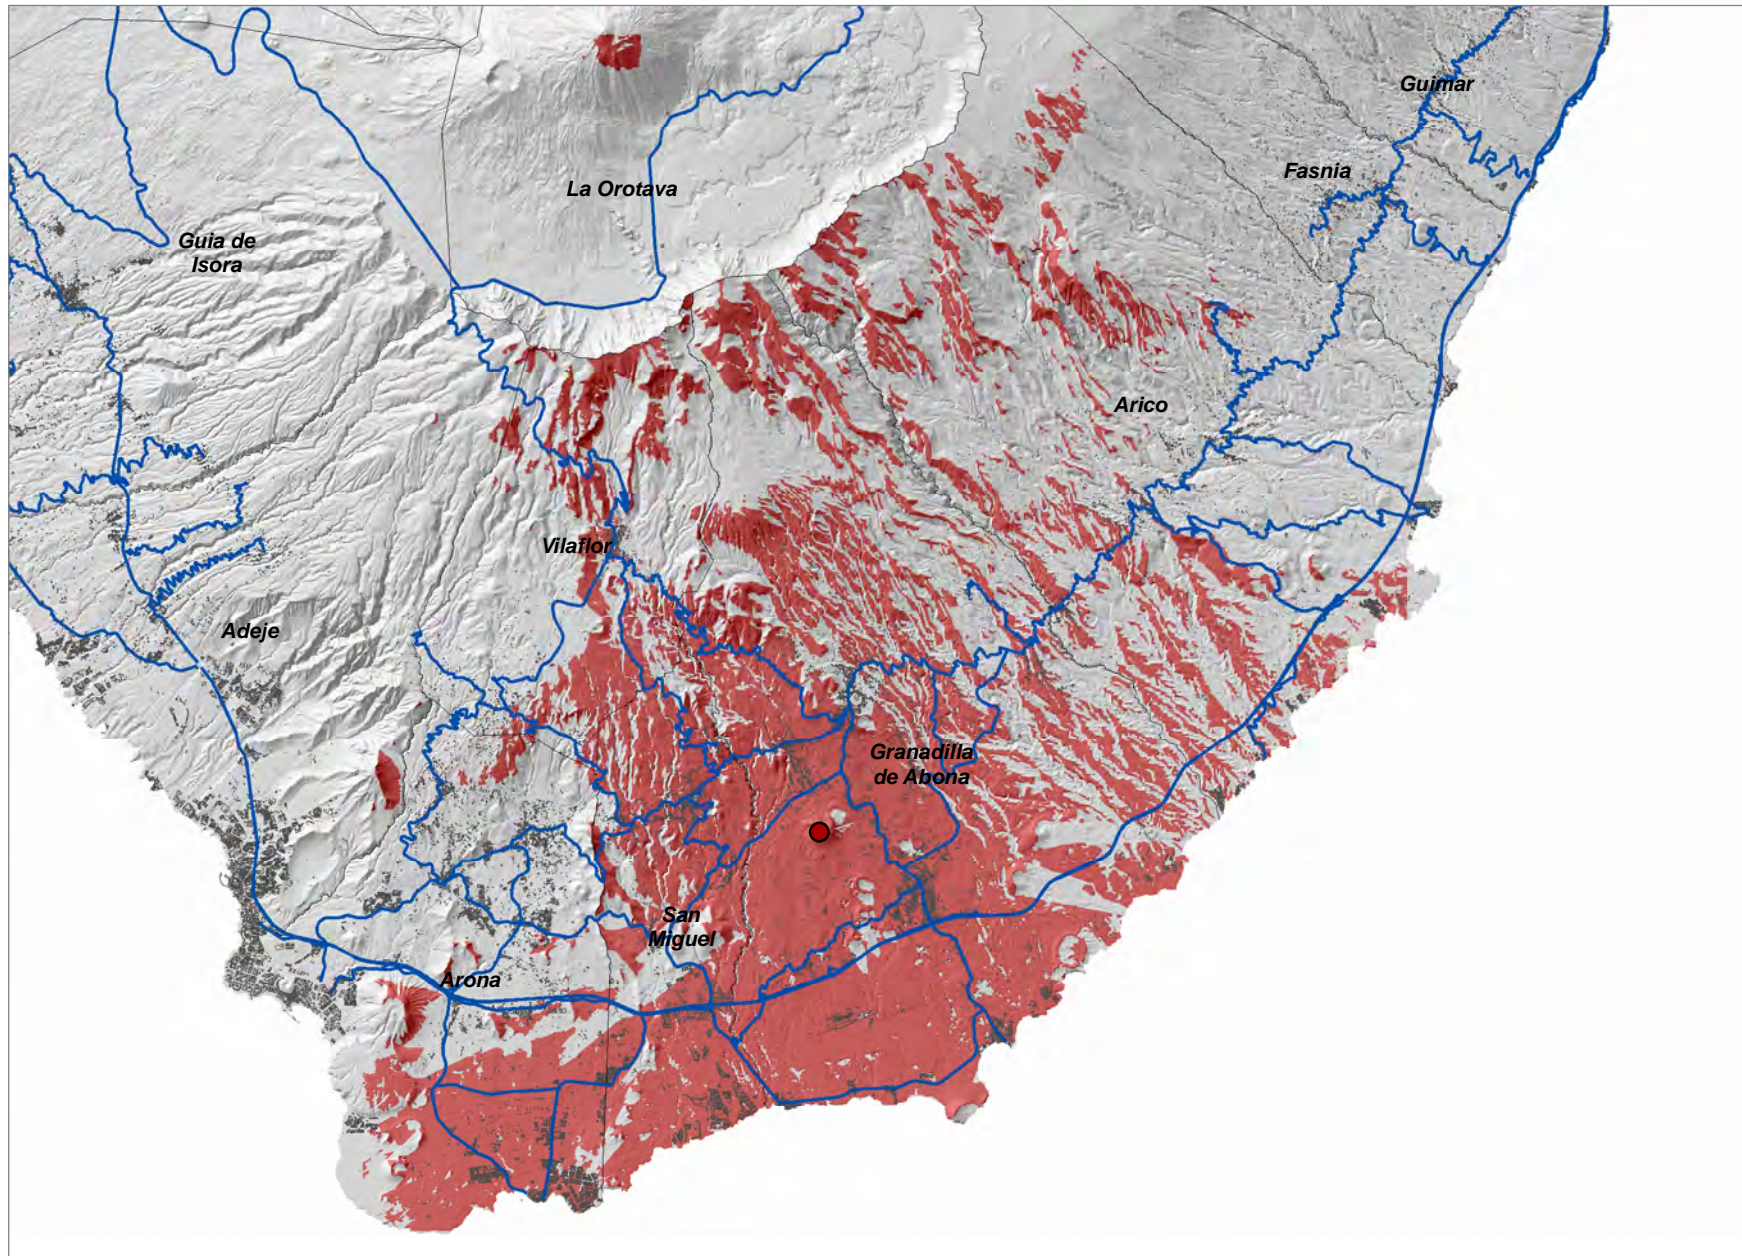 Guimar
Fasnia
La Orotava
Guia de
Isora
Arico
Vilaflor
Adeje
Granadilla
de Abona
San
Miguel
Arona